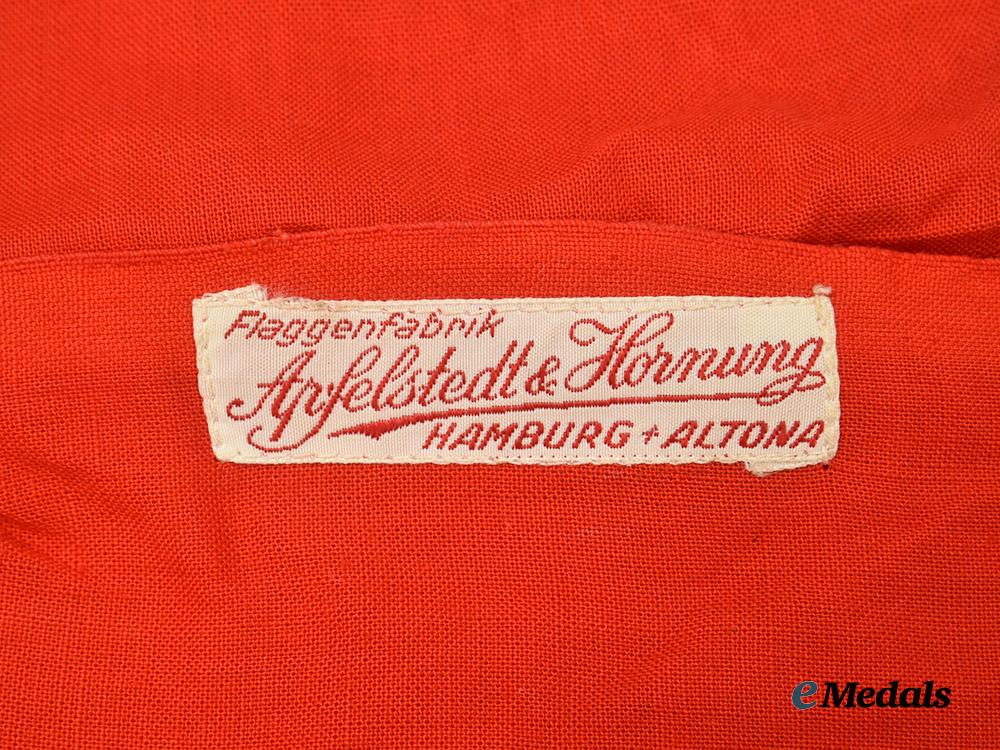 Flaggenfabrik
Apfelstedt & Hornung
HAMBURG + ALTONA
eMedals